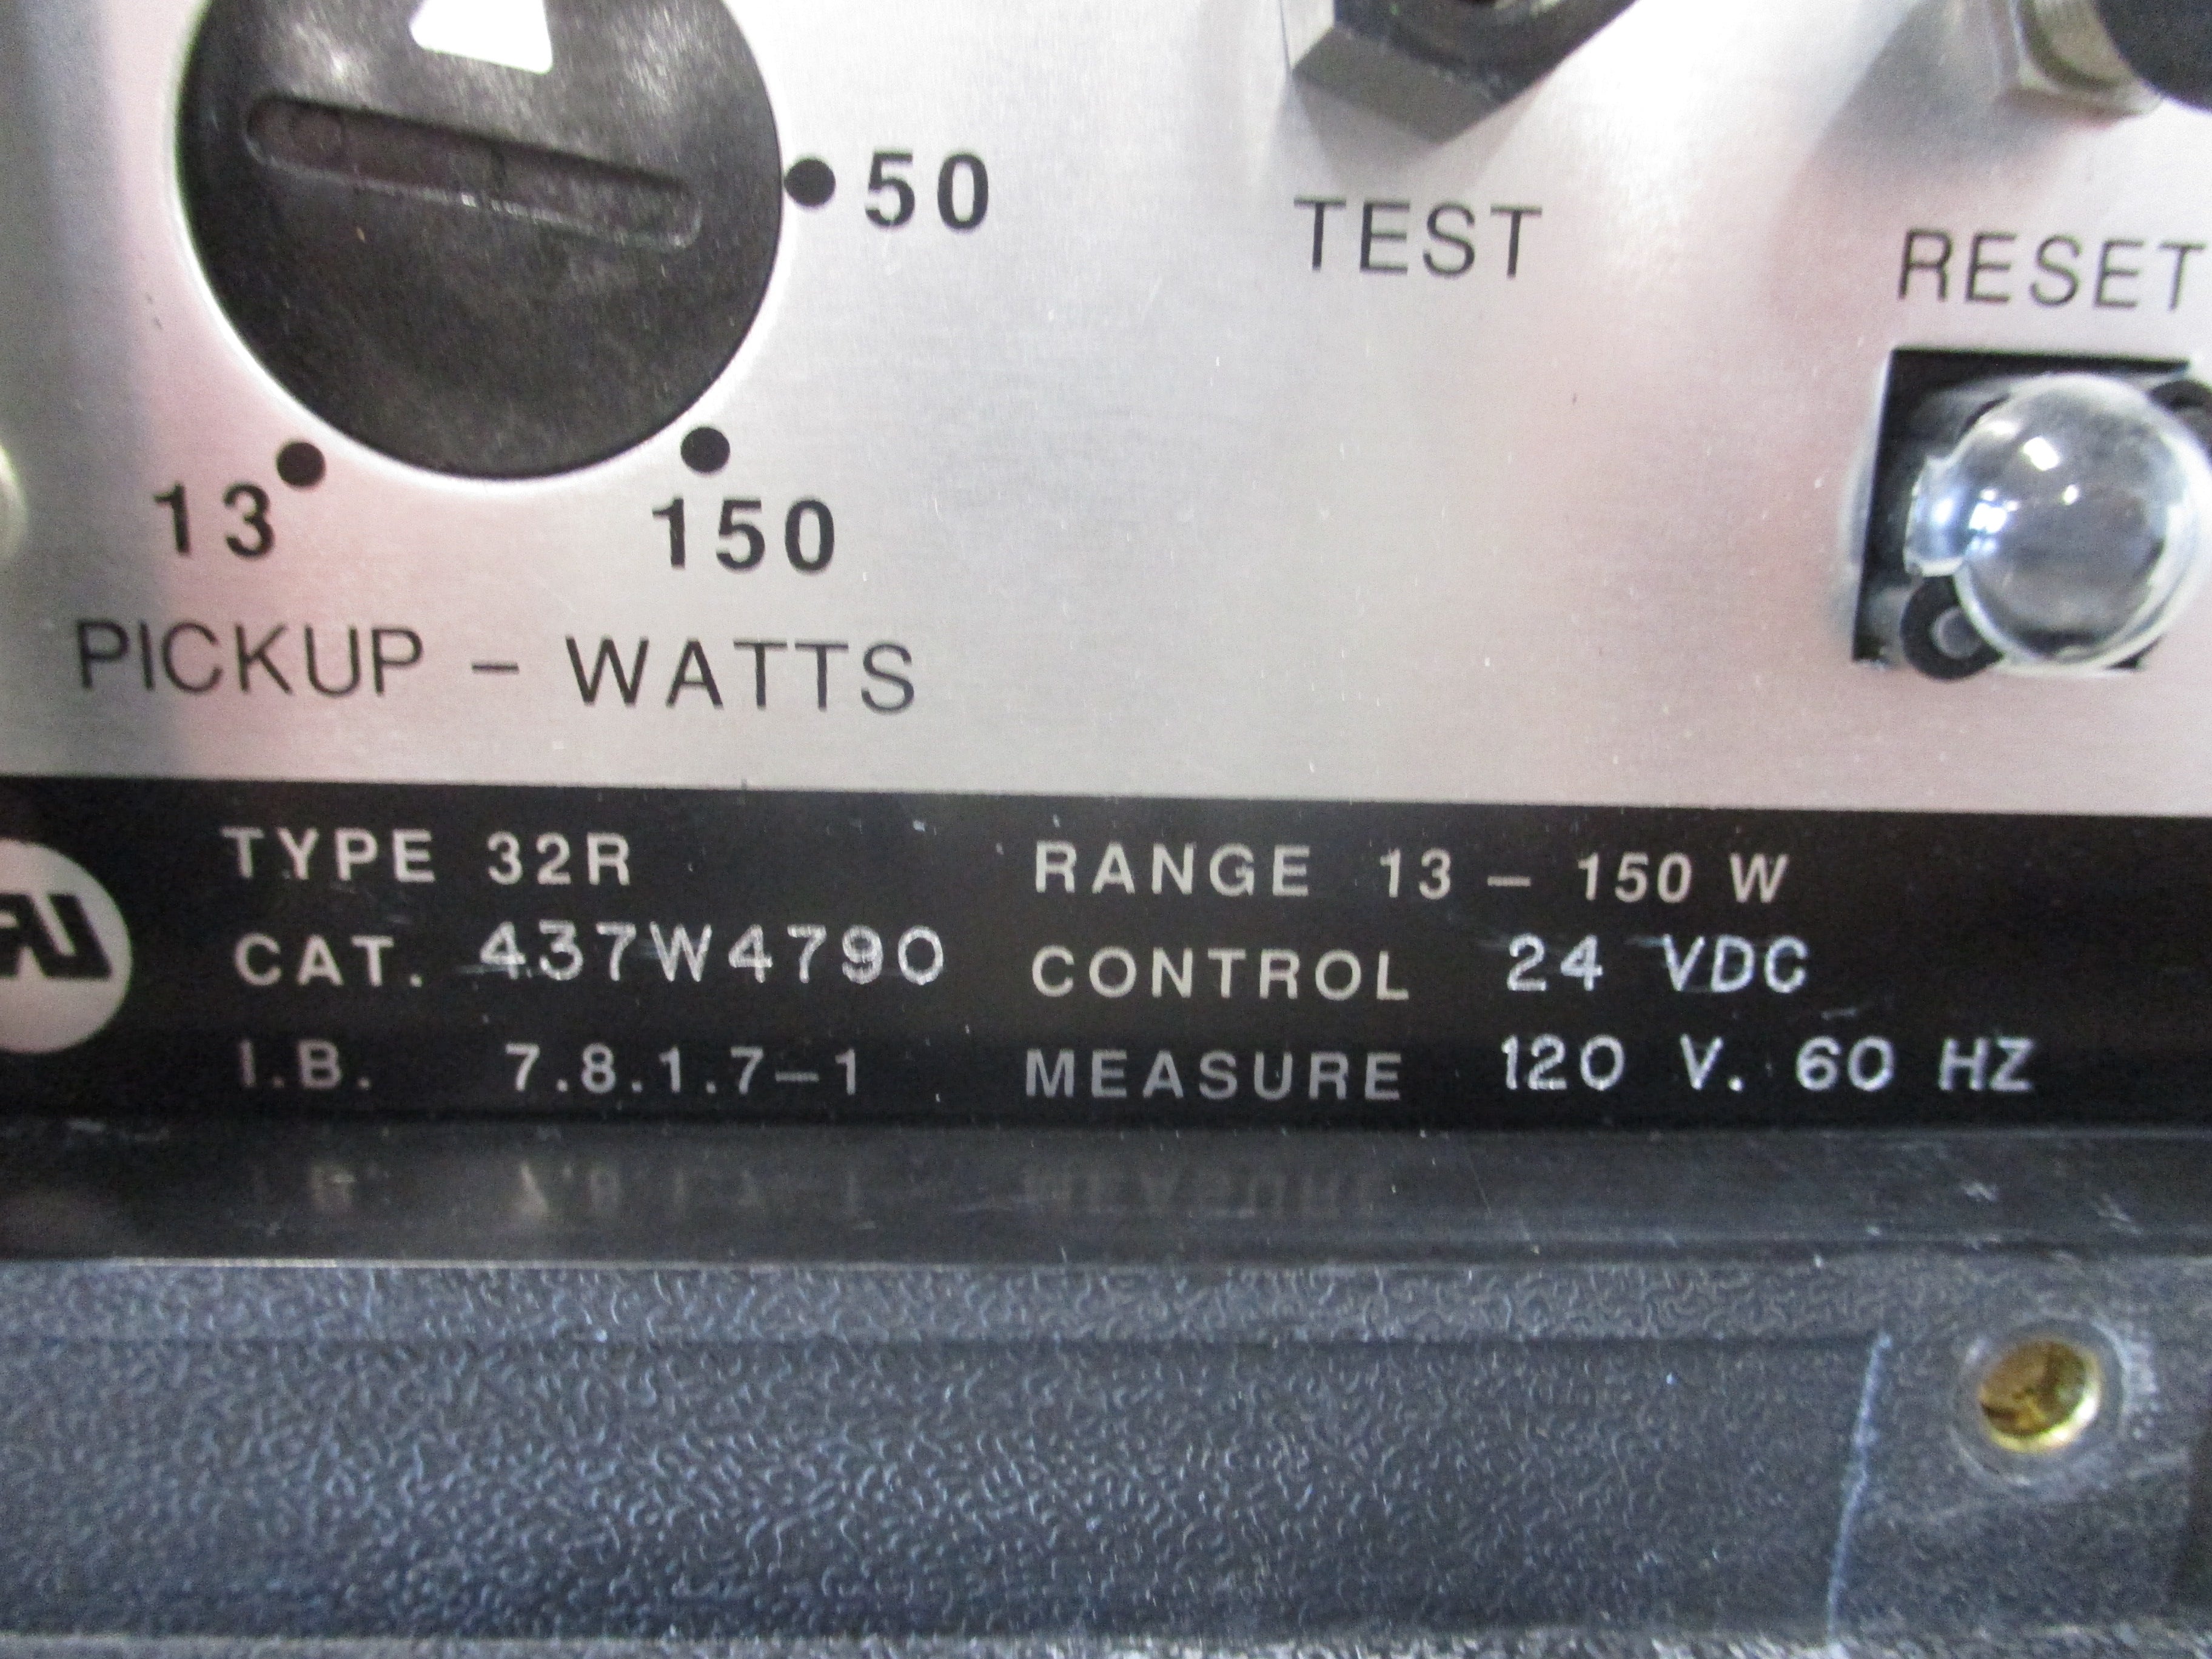 50
TEST
RESET
13
150
PICKUP – WATTS
TYPE 32R
RANGE 13 – 150 W
CAT. 437W4790
CONTROL 24 VDC
I.B. 7.8.1.7–1
MEASURE 120 V. 60 HZ